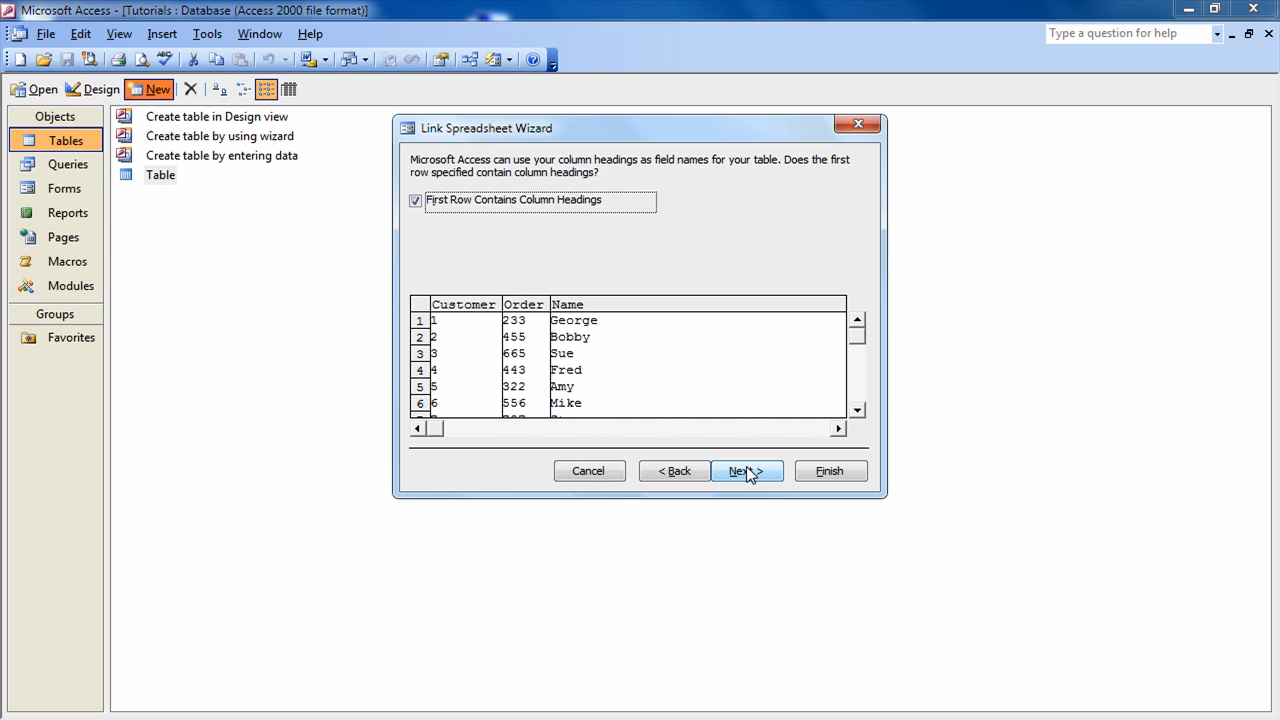 Microsoft Access - [Tutorials : Database (Access 2000 file format)]
File Edit View Insert Tools Window Help
Type a question for help
Open Design New
Objects
Tables
Queries
Forms
Reports
Pages
Macros
Modules
Groups
Favorites
Create table in Design view
Create table by using wizard
Create table by entering data
Table
Link Spreadsheet Wizard
Microsoft Access can use your column headings as field names for your table. Does the first
row specified contain column headings?
First Row Contains Column Headings
Customer Order Name
1 1 233 George
2 2 455 Bobby
3 3 665 Sue
4 4 443 Fred
5 5 322 Amy
6 6 556 Mike
Cancel < Back Next > Finish